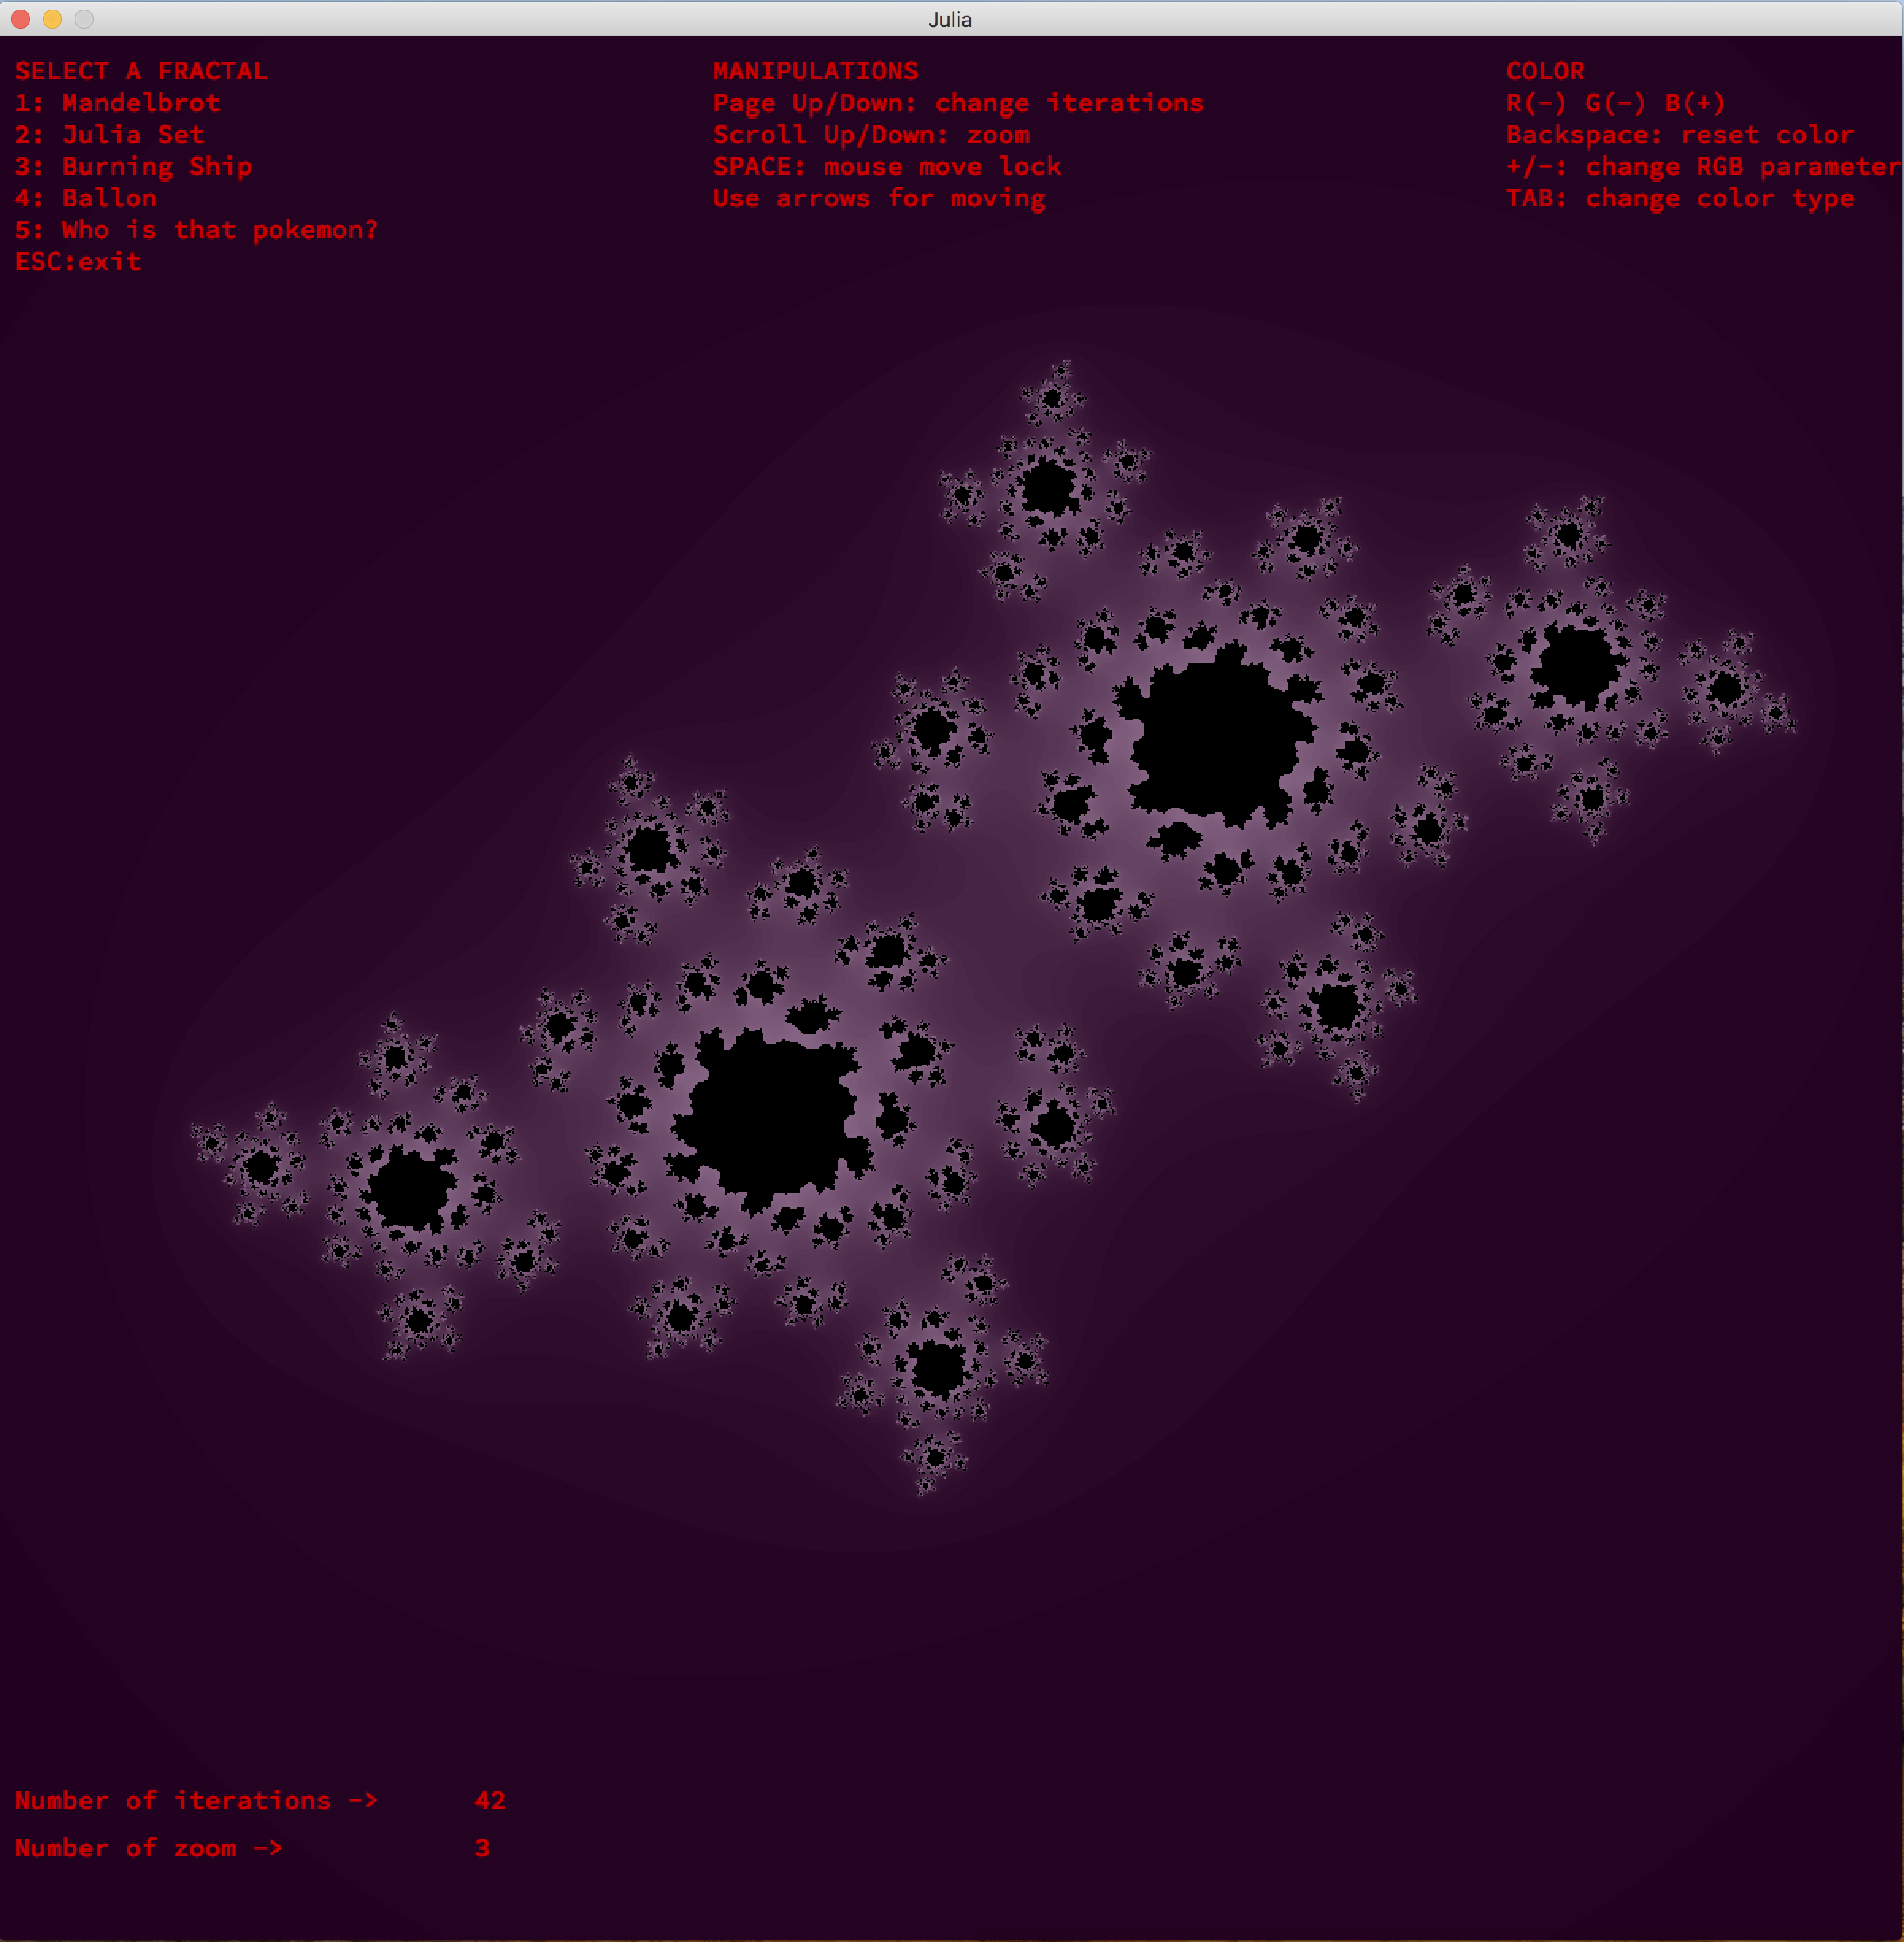 Julia
SELECT A FRACTAL
1: Mandelbrot
2: Julia Set
3: Burning Ship
4: Ballon
5: Who is that pokemon?
ESC:exit
MANIPULATIONS
Page Up/Down: change iterations
Scroll Up/Down: zoom
SPACE: mouse move lock
Use arrows for moving
COLOR
R(-) G(-) B(+)
Backspace: reset color
+/-: change RGB parameter
TAB: change color type
Number of iterations -> 42
Number of zoom -> 3